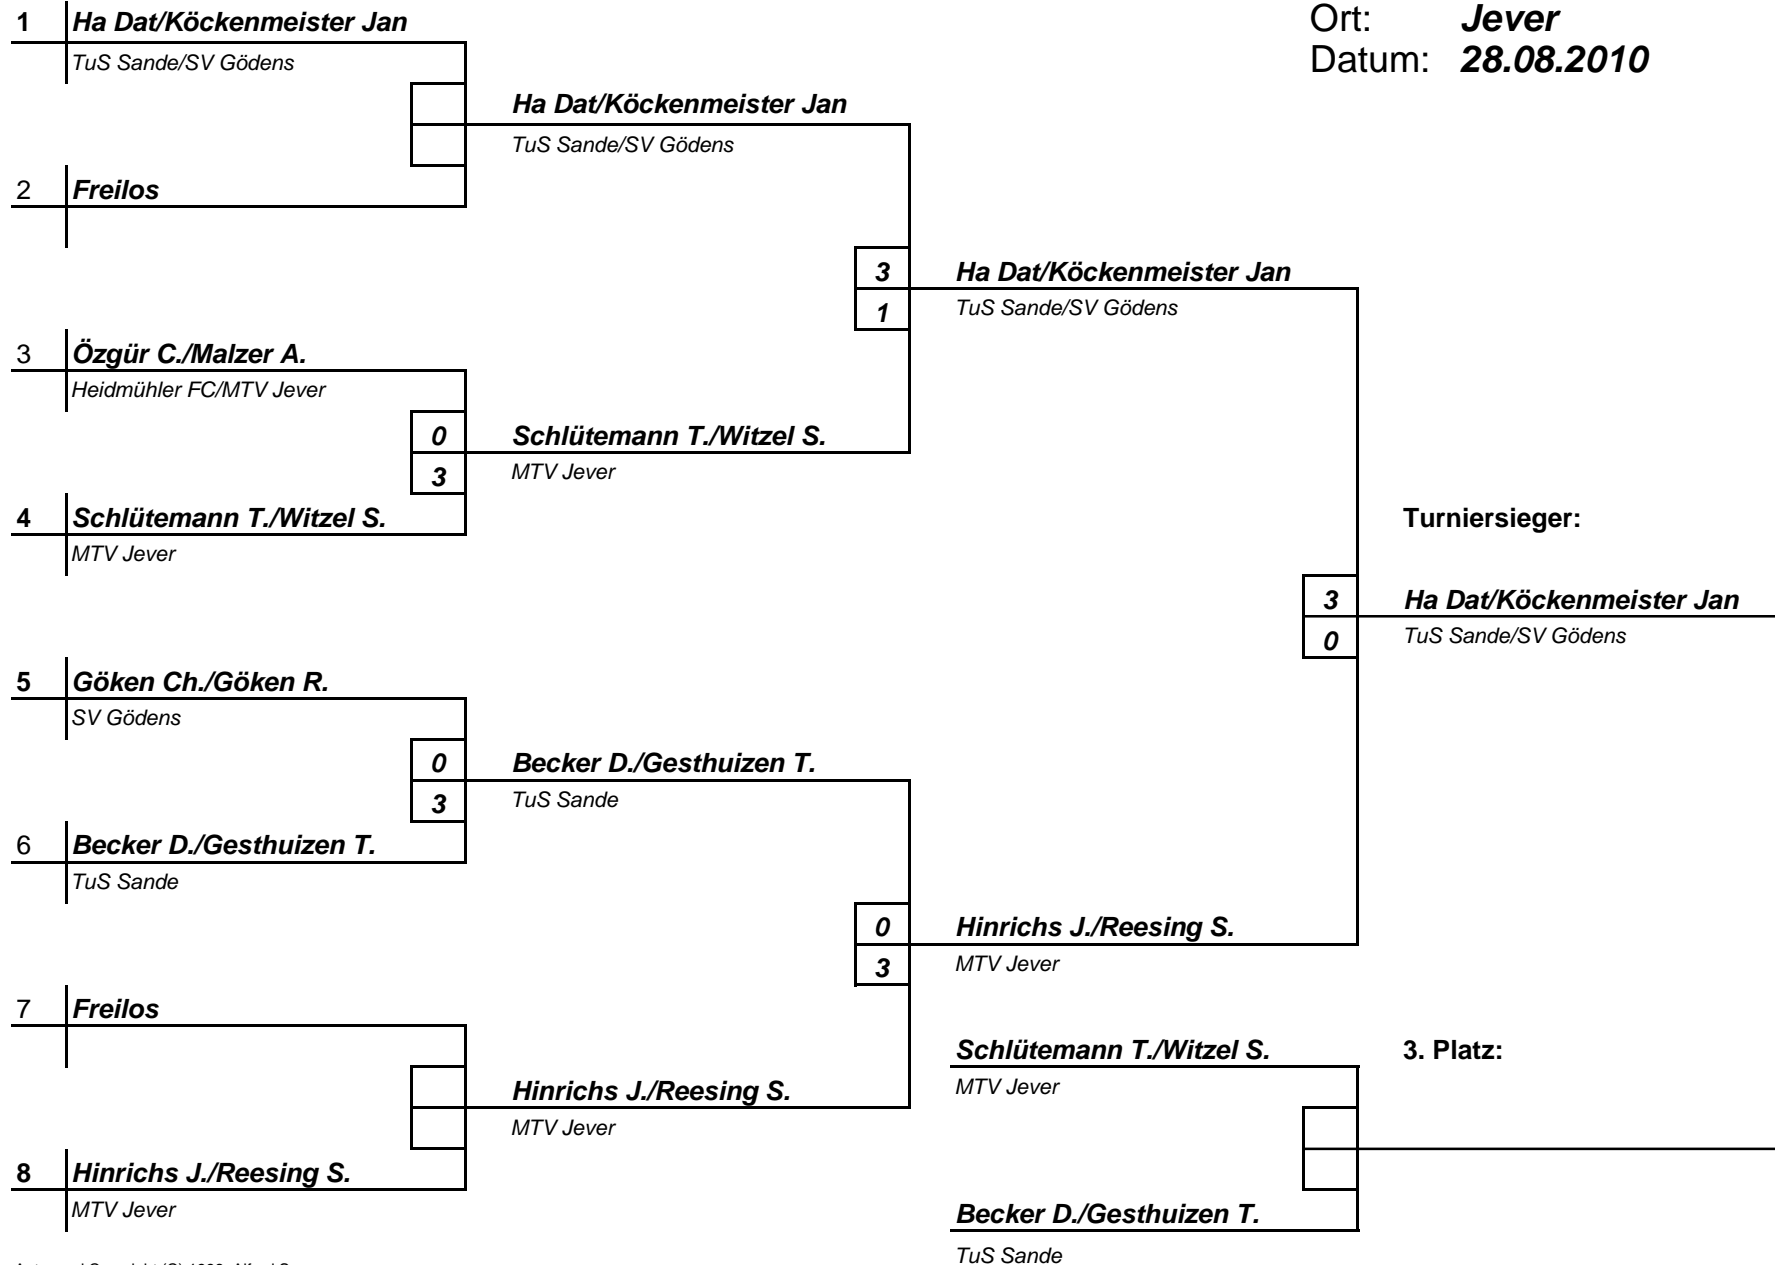 Ort: Jever
Datum: 28.08.2010
1 Ha Dat/Köckenmeister Jan
TuS Sande/SV Gödens
2 Freilos
3 Özgür C./Malzer A.
Heidmühler FC/MTV Jever
0
3
4 Schlütemann T./Witzel S.
MTV Jever
5 Göken Ch./Göken R.
SV Gödens
0
3
6 Becker D./Gesthuizen T.
TuS Sande
7 Freilos
8 Hinrichs J./Reesing S.
MTV Jever
Ha Dat/Köckenmeister Jan
TuS Sande/SV Gödens
3
1
Schlütemann T./Witzel S.
MTV Jever
Becker D./Gesthuizen T.
TuS Sande
0
3
Hinrichs J./Reesing S.
MTV Jever
Ha Dat/Köckenmeister Jan
TuS Sande/SV Gödens
3
0
Hinrichs J./Reesing S.
MTV Jever
Turniersieger:
Ha Dat/Köckenmeister Jan
TuS Sande/SV Gödens
Schlütemann T./Witzel S.
MTV Jever
3. Platz:
Becker D./Gesthuizen T.
TuS Sande